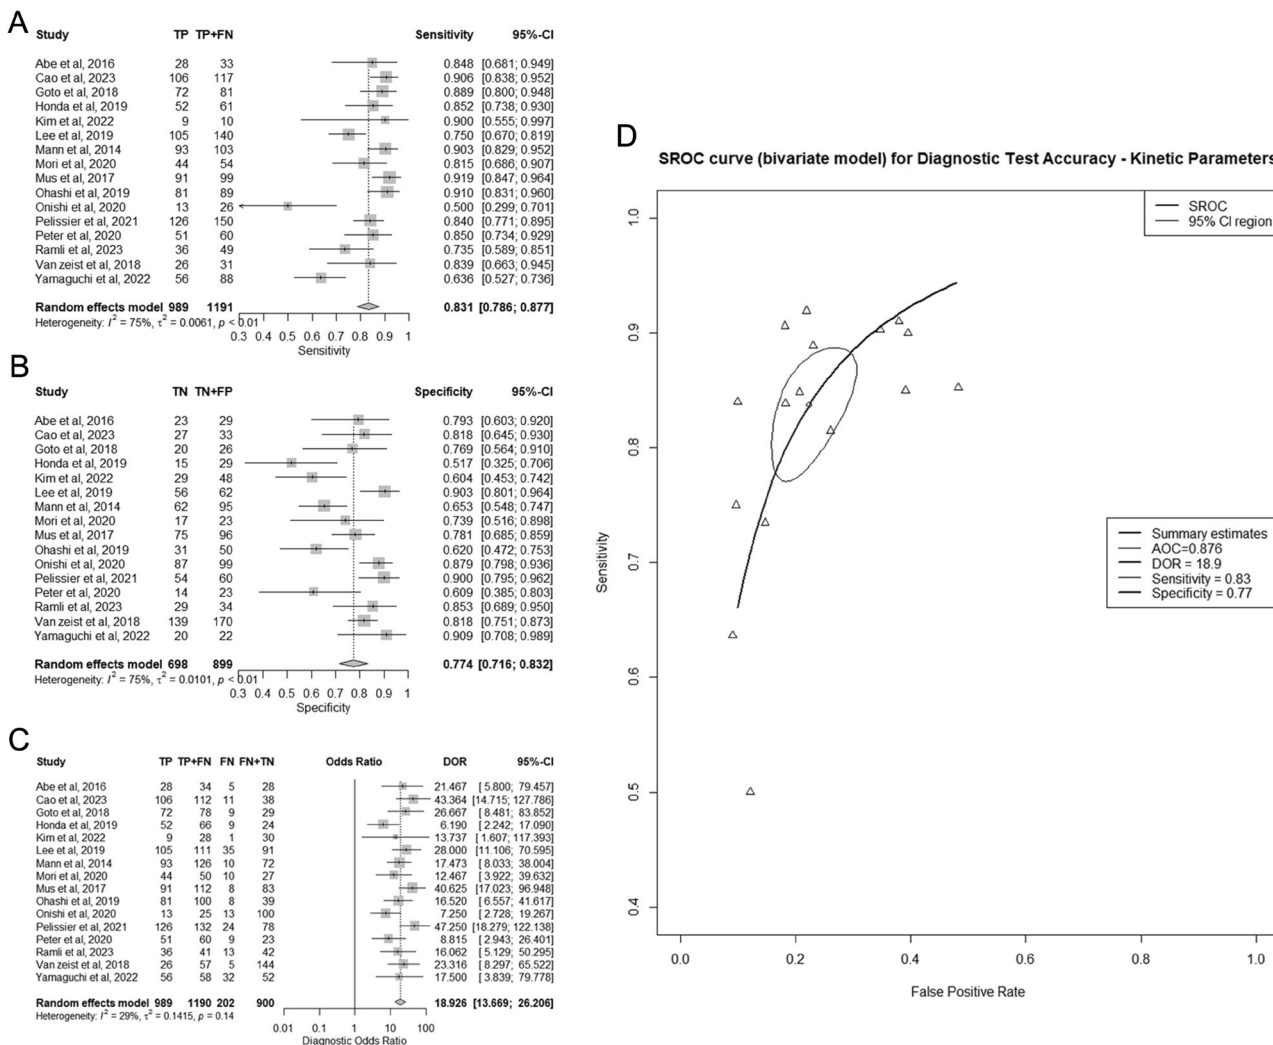 A
Study TP TP+FN Sensitivity 95%-CI
Abe et al, 2016 28 33 0.848 [0.681; 0.949]
Cao et al, 2023 106 117 0.906 [0.838; 0.952]
Goto et al, 2018 72 81 0.889 [0.800; 0.948]
Honda et al, 2019 52 61 0.852 [0.738; 0.930]
Kim et al, 2022 9 10 0.900 [0.555; 0.997]
Lee et al, 2019 105 140 0.750 [0.670; 0.819]
Mann et al, 2014 93 103 0.903 [0.829; 0.952]
Mori et al, 2020 44 54 0.815 [0.686; 0.907]
Mus et al, 2017 91 99 0.919 [0.847; 0.964]
Ohashi et al, 2019 81 89 0.910 [0.831; 0.960]
Onishi et al, 2020 13 26 0.500 [0.299; 0.701]
Pelissier et al, 2021 126 150 0.840 [0.771; 0.895]
Peter et al, 2020 51 60 0.850 [0.734; 0.929]
Ramli et al, 2023 36 49 0.735 [0.589; 0.851]
Van zeist et al, 2018 26 31 0.839 [0.663; 0.945]
Yamaguchi et al, 2022 56 88 0.636 [0.527; 0.736]
Random effects model 989 1191 0.831 [0.786; 0.877]
Heterogeneity: I² = 75%, τ² = 0.0061, p < 0.01
0.3 0.4 0.5 0.6 0.7 0.8 0.9 1
Sensitivity
B
Study TN TN+FP Specificity 95%-CI
Abe et al, 2016 23 29 0.793 [0.603; 0.920]
Cao et al, 2023 27 33 0.818 [0.645; 0.930]
Goto et al, 2018 20 26 0.769 [0.564; 0.910]
Honda et al, 2019 15 29 0.517 [0.325; 0.706]
Kim et al, 2022 29 48 0.604 [0.453; 0.742]
Lee et al, 2019 56 62 0.903 [0.801; 0.964]
Mann et al, 2014 62 95 0.653 [0.548; 0.747]
Mori et al, 2020 17 23 0.739 [0.516; 0.898]
Mus et al, 2017 75 96 0.781 [0.685; 0.859]
Ohashi et al, 2019 31 50 0.620 [0.472; 0.753]
Onishi et al, 2020 87 99 0.879 [0.798; 0.936]
Pelissier et al, 2021 54 60 0.900 [0.795; 0.962]
Peter et al, 2020 14 23 0.609 [0.385; 0.803]
Ramli et al, 2023 29 34 0.853 [0.689; 0.950]
Van zeist et al, 2018 139 170 0.818 [0.751; 0.873]
Yamaguchi et al, 2022 20 22 0.909 [0.708; 0.989]
Random effects model 698 899 0.774 [0.716; 0.832]
Heterogeneity: I² = 75%, τ² = 0.0101, p < 0.01
0.3 0.4 0.5 0.6 0.7 0.8 0.9 1
Specificity
C
Study TP TP+FN FN FN+TN Odds Ratio DOR 95%-CI
Abe et al, 2016 28 34 5 28 21.467 [ 5.800; 79.457]
Cao et al, 2023 106 112 11 38 43.364 [14.715; 127.786]
Goto et al, 2018 72 78 9 29 26.667 [ 8.481; 83.852]
Honda et al, 2019 52 66 9 24 6.190 [ 2.242; 17.090]
Kim et al, 2022 9 28 1 30 13.737 [ 1.607; 117.393]
Lee et al, 2019 105 111 35 91 28.000 [11.106; 70.595]
Mann et al, 2014 93 126 10 72 17.473 [ 8.033; 38.004]
Mori et al, 2020 44 50 10 27 12.467 [ 3.922; 39.632]
Mus et al, 2017 91 112 8 83 40.625 [17.023; 96.948]
Ohashi et al, 2019 81 100 8 39 16.520 [ 6.557; 41.617]
Onishi et al, 2020 13 25 13 100 7.250 [ 2.728; 19.267]
Pelissier et al, 2021 126 132 24 78 47.250 [18.279; 122.138]
Peter et al, 2020 51 60 9 23 8.815 [ 2.943; 26.401]
Ramli et al, 2023 36 41 13 42 16.062 [ 5.129; 50.295]
Van zeist et al, 2018 26 57 5 144 23.316 [ 8.297; 65.522]
Yamaguchi et al, 2022 56 58 32 52 17.500 [ 3.839; 79.778]
Random effects model 989 1190 202 900 18.926 [13.669; 26.206]
Heterogeneity: I² = 29%, τ² = 0.1415, p = 0.14
0.01 0.1 0 1 10 100
Diagnostic Odds Ratio
D
SROC curve (bivariate model) for Diagnostic Test Accuracy - Kinetic Parameters
SROC
95% CI region
Summary estimates
AOC=0.876
DOR = 18.9
Sensitivity = 0.83
Specificity = 0.77
1.0
0.9
0.8
0.7
0.6
0.5
0.4
Sensitivity
0.0 0.2 0.4 0.6 0.8 1.0
False Positive Rate